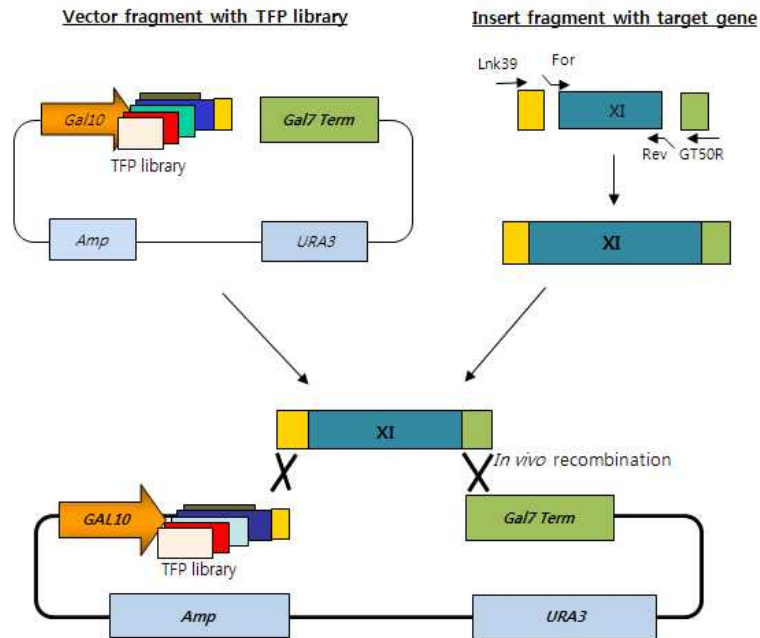 Vector fragment with TFP library
Insert fragment with target gene
Lnk39
For
Gal10
Gal7 Term
XI
TFP library
Rev
GT50R
Amp
URA3
XI
XI
In vivo recombination
GAL10
Gal7 Term
TFP library
Amp
URA3